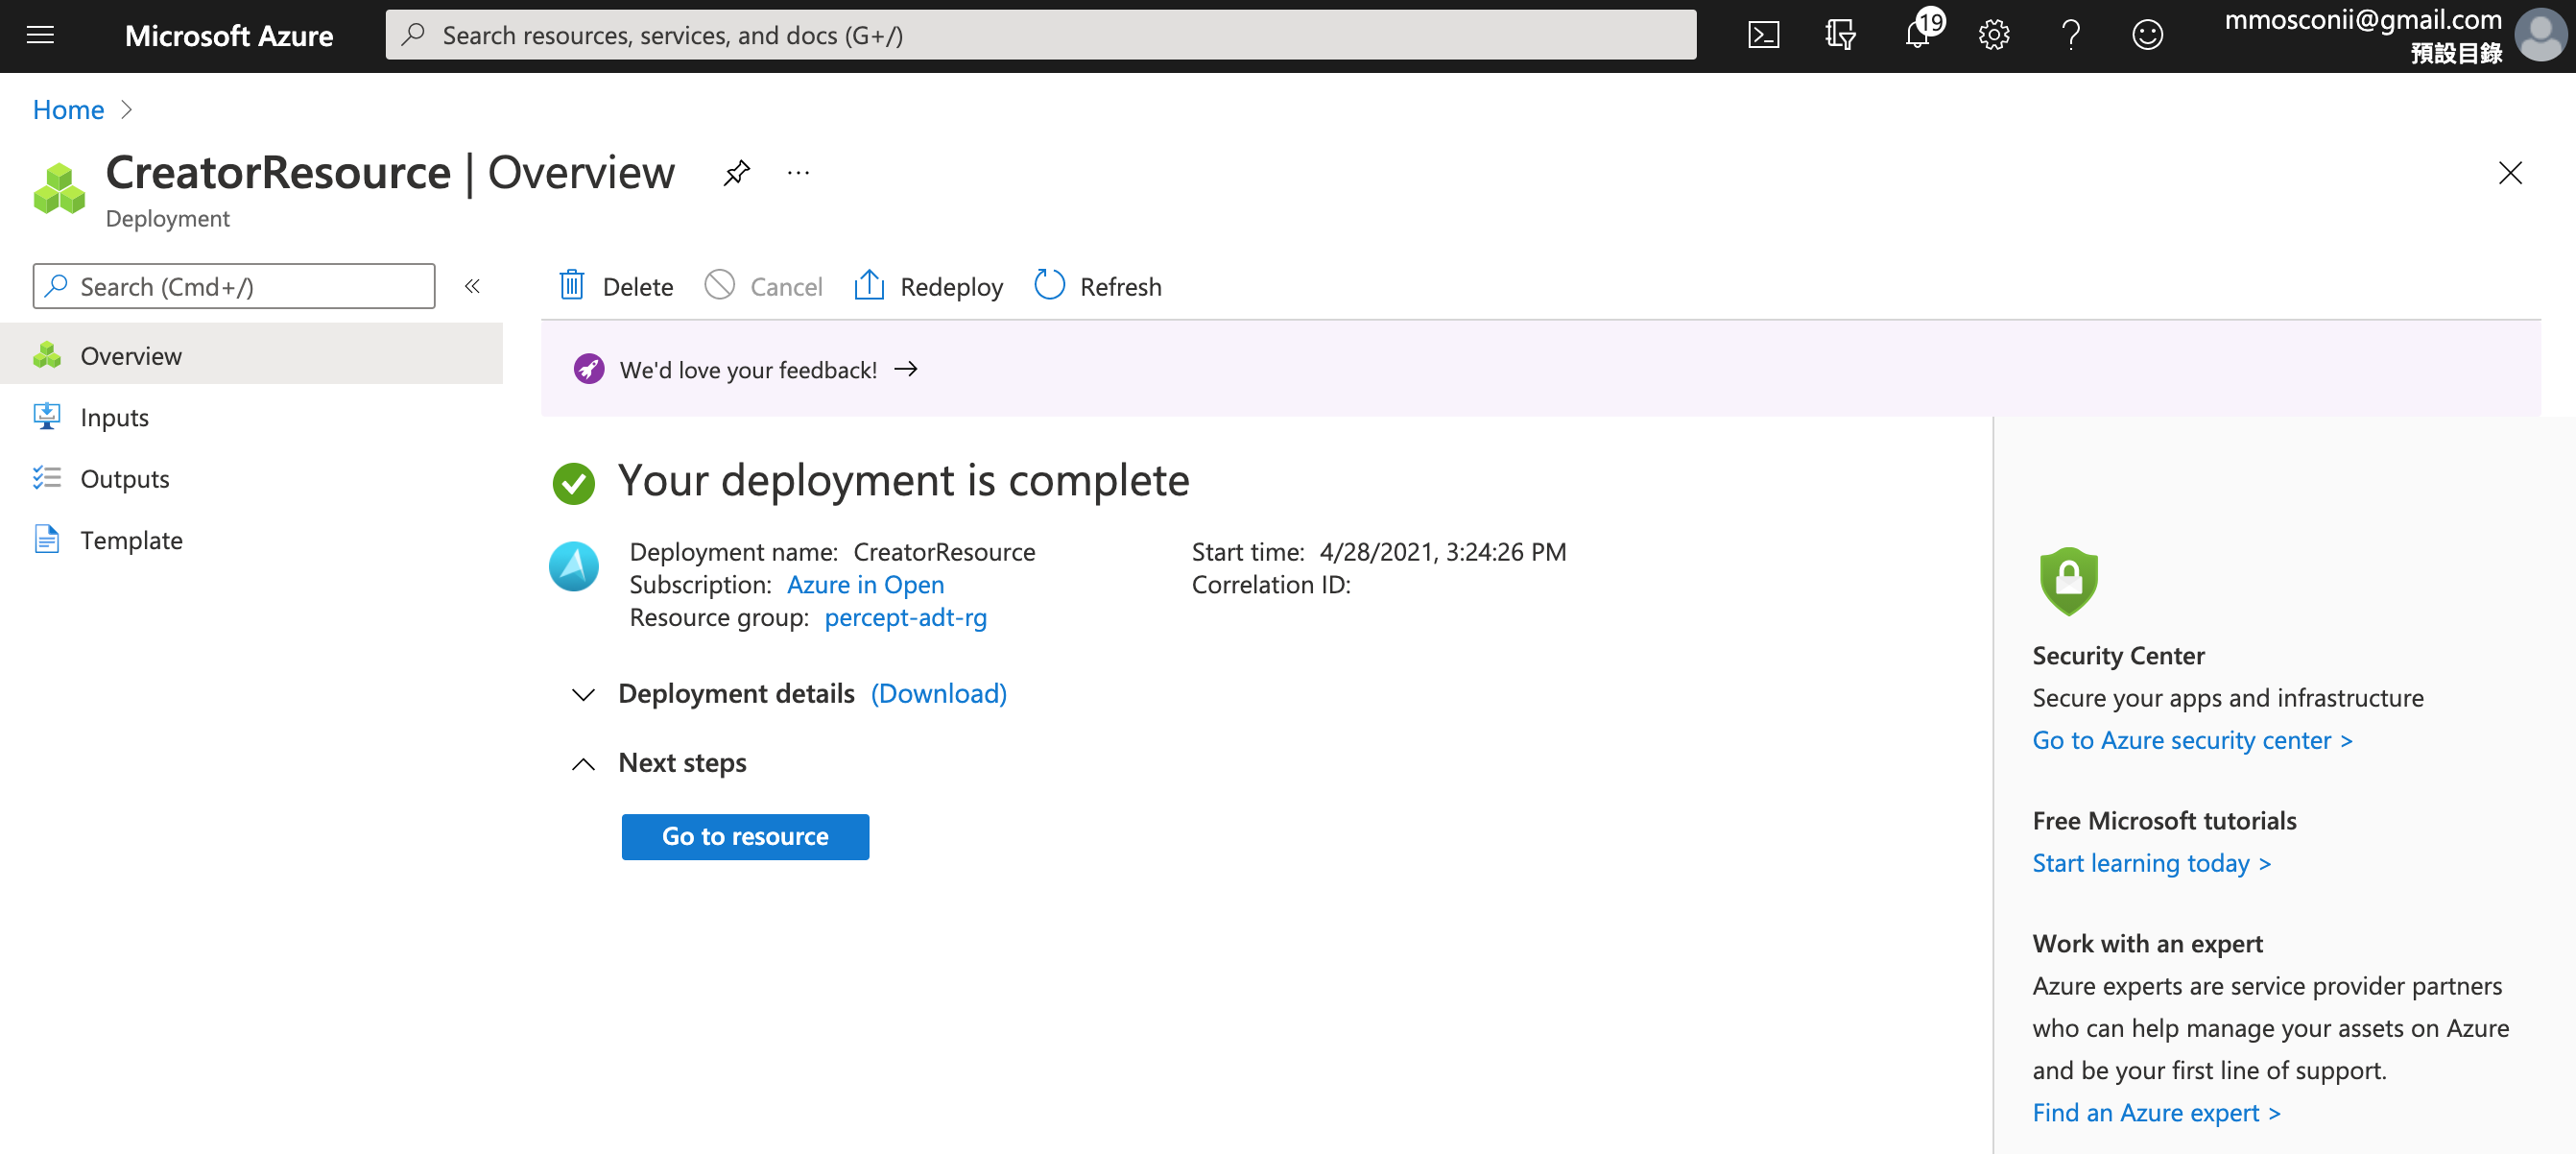 Microsoft Azure
Search resources, services, and docs (G+/)
19
mmosconii@gmail.com
預設目錄
Home
CreatorResource | Overview
...
Deployment
Search (Cmd+/)
«
Delete
Cancel
Redeploy
Refresh
Overview
Inputs
Outputs
Template
We'd love your feedback! →
Your deployment is complete
Deployment name: CreatorResource
Subscription: Azure in Open
Resource group: percept-adt-rg
Start time: 4/28/2021, 3:24:26 PM
Correlation ID:
Deployment details (Download)
Next steps
Go to resource
Security Center
Secure your apps and infrastructure
Go to Azure security center >
Free Microsoft tutorials
Start learning today >
Work with an expert
Azure experts are service provider partners
who can help manage your assets on Azure
and be your first line of support.
Find an Azure expert >